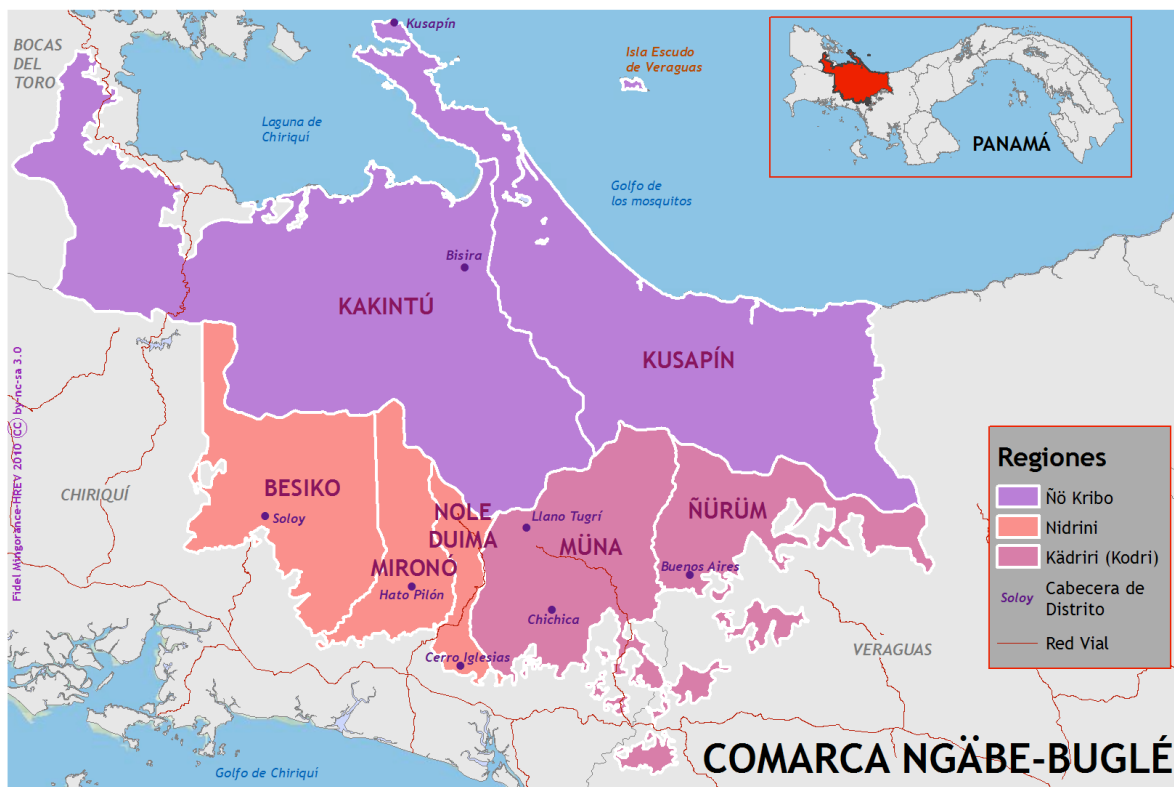 Kusapín
BOCAS
DEL
TORO
Isla Escudo
de Veraguas
Laguna de
Chiriquí
PANAMÁ
Golfo de
los mosquitos
Bisira
KAKINTÚ
KUSAPÍN
Fidel Mingorance-HREV 2010 (CC) by-nc-sa 3.0
CHIRIQUÍ
BESIKO
Soloy
NOLE
DUIMA
Llano Tugrí
MÜNA
ÑÜRÜM
MIRONÓ
Hato Pilón
Buenos Aires
Chichica
Cerro Iglesias
VERAGUAS
Regiones
Ñö Kribo
Nidrini
Kädriri (Kodri)
Soloy
Cabecera de
Distrito
Red Vial
Golfo de Chiriquí
COMARCA NGÄBE-BUGLÉ